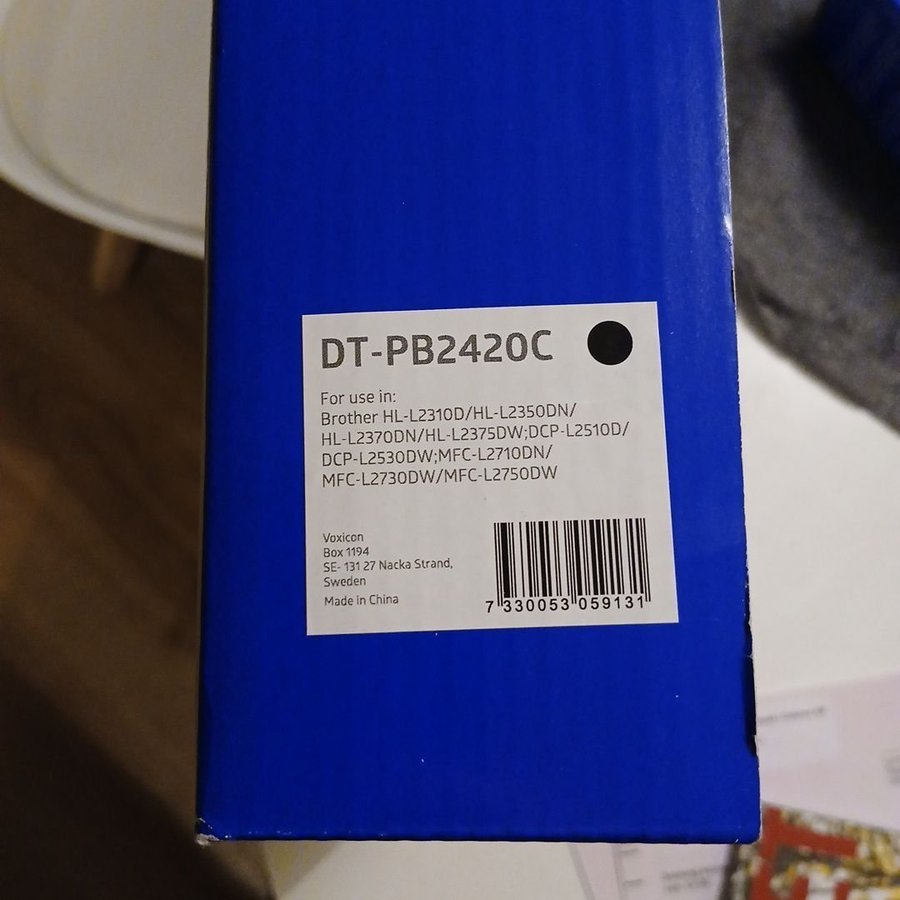 DT-PB2420C
For use in:
Brother HL-L2310D/HL-L2350DN/
HL-L2370DN/HL-L2375DW;DCP-L2510D/
DCP-L2530DW;MFC-L2710DN/
MFC-L2730DW/MFC-L2750DW
Voxicon
Box 1194
SE- 131 27 Nacka Strand,
Sweden
Made in China
7 330053 059131